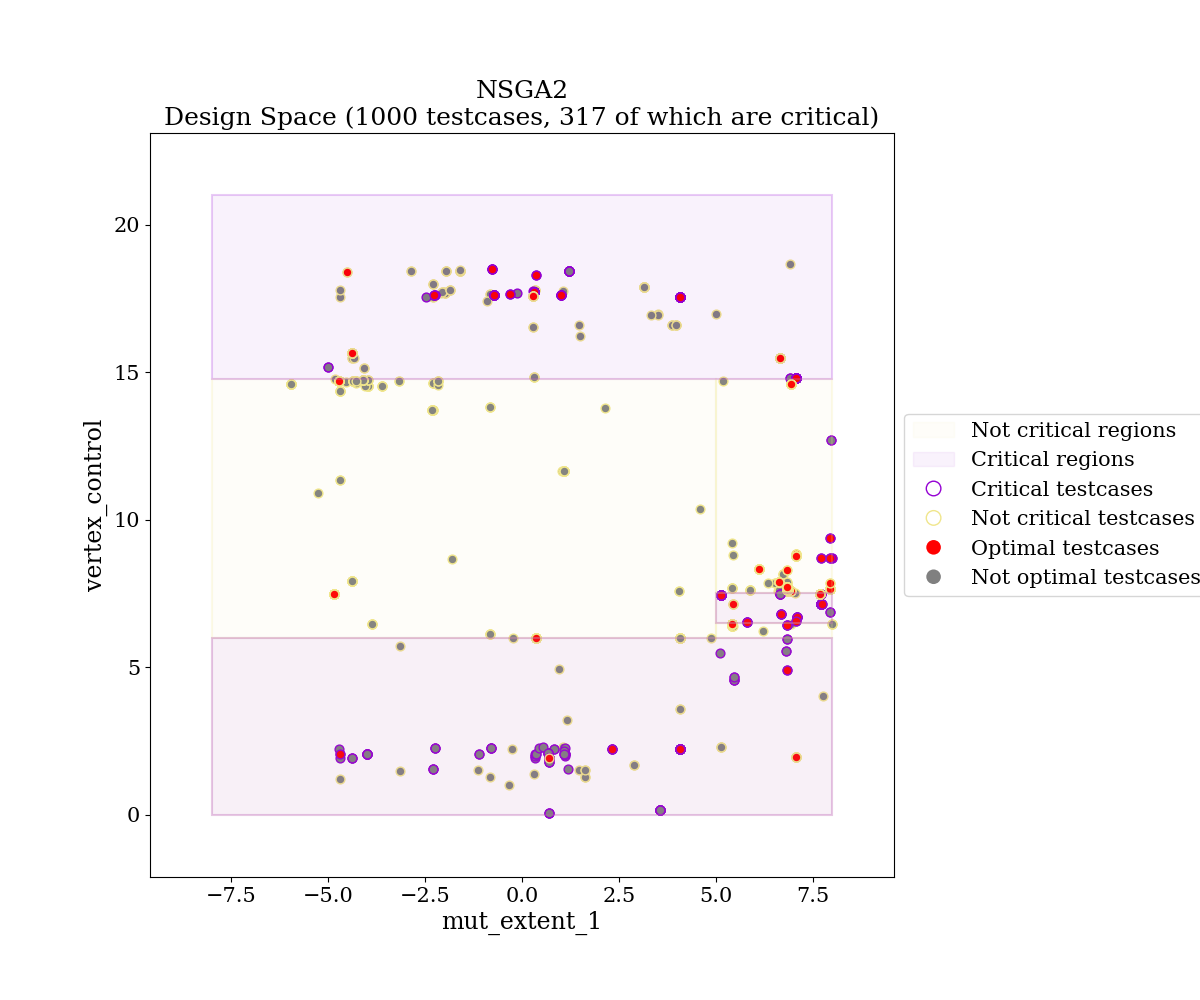 NSGA2
Design Space (1000 testcases, 317 of which are critical)
20
15
10
5
0
vertex_control
−7.5
−5.0
−2.5
0.0
2.5
5.0
7.5
mut_extent_1
Not critical regions
Critical regions
Critical testcases
Not critical testcases
Optimal testcases
Not optimal testcases